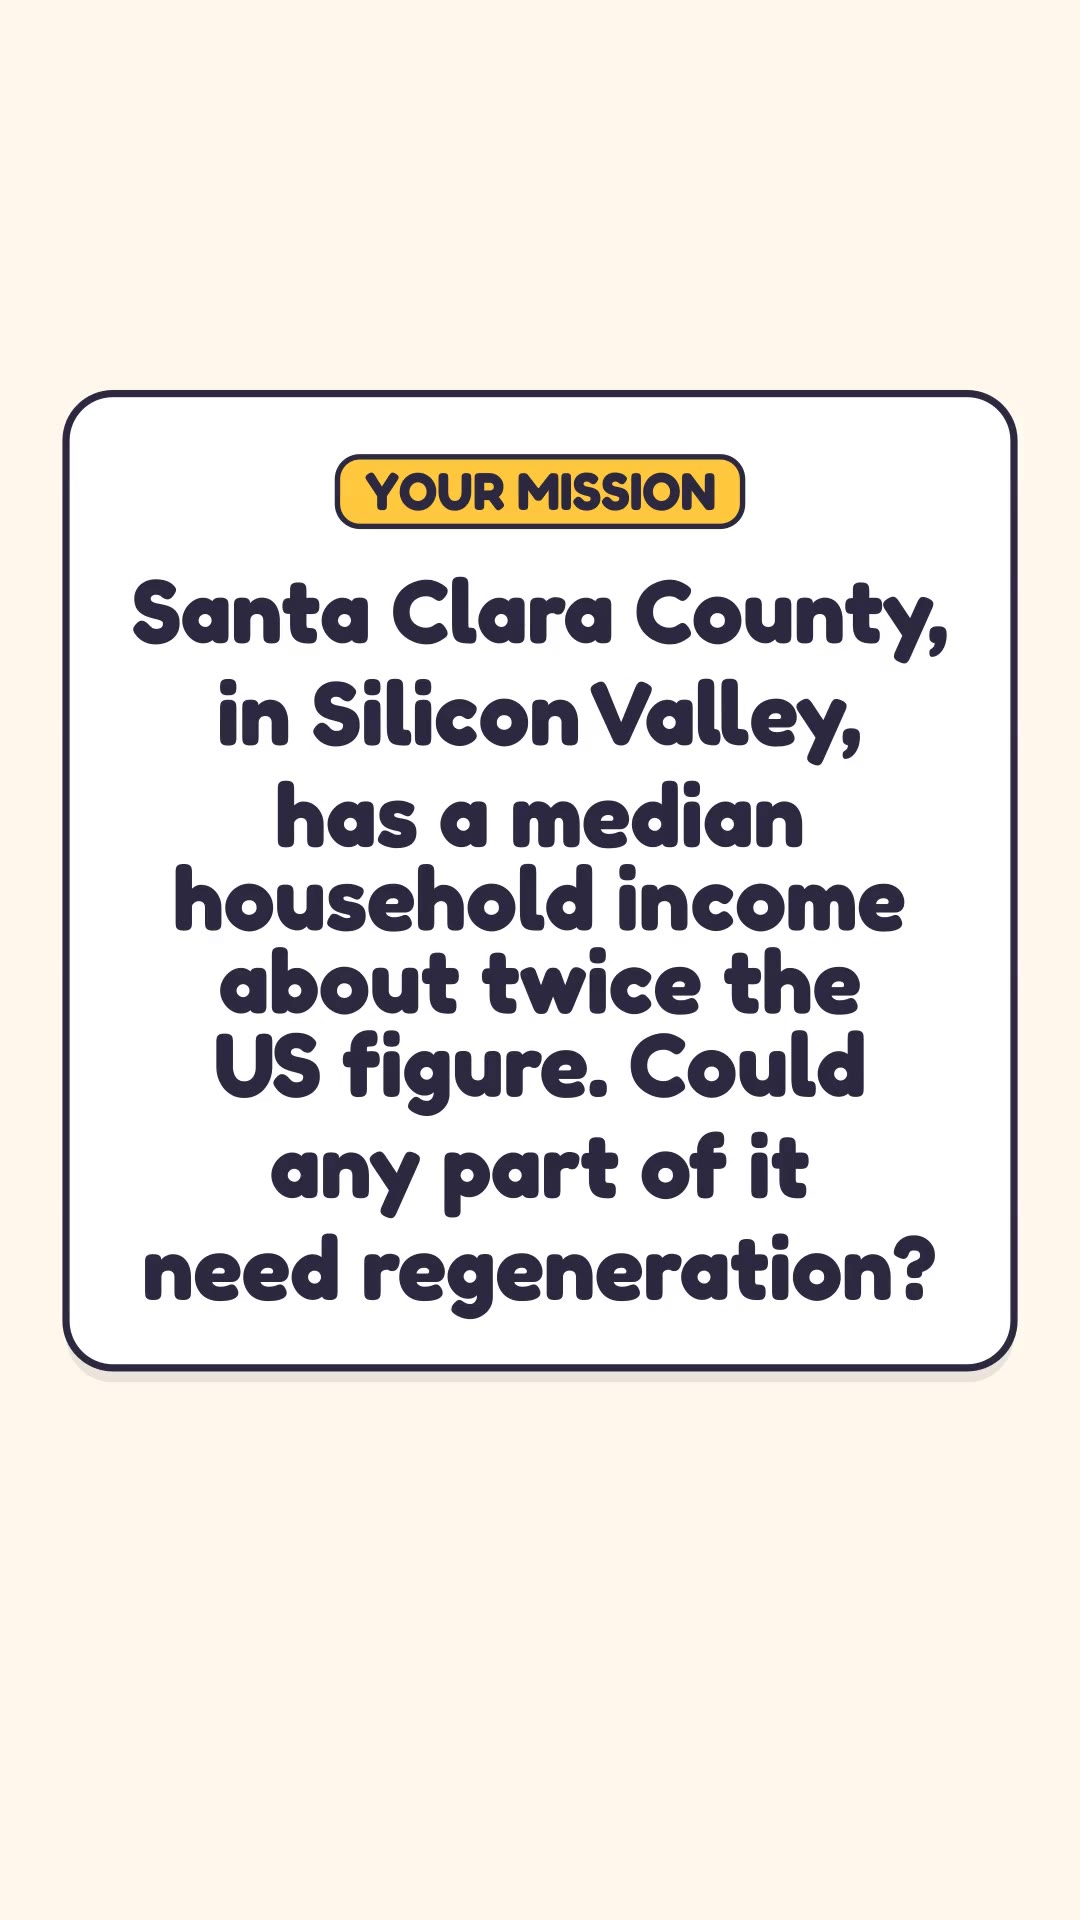 YOUR MISSION
Santa Clara County,
in Silicon Valley,
has a median
household income
about twice the
US figure. Could
any part of it
need regeneration?